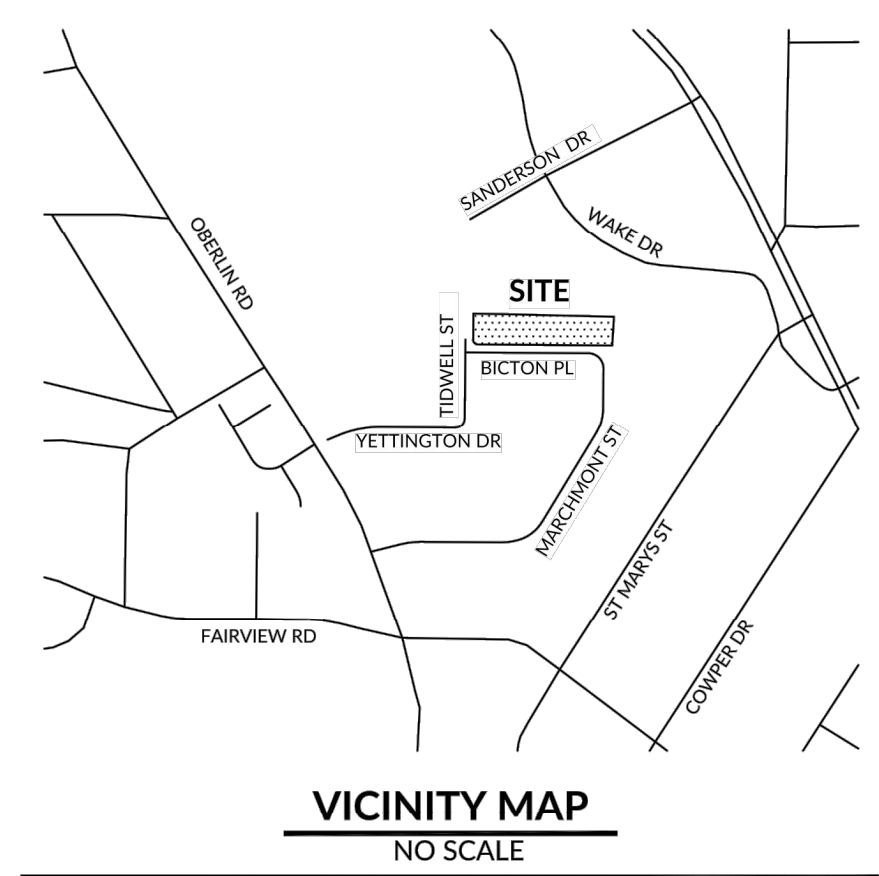 SANDERSON DR
WAKE DR
OBERLIN RD
SITE
TIDWELL ST
BICTON PL
YETTINGTON DR
MARCHMONT ST
ST MARYS ST
FAIRVIEW RD
COWPER DR
VICINITY MAP
NO SCALE